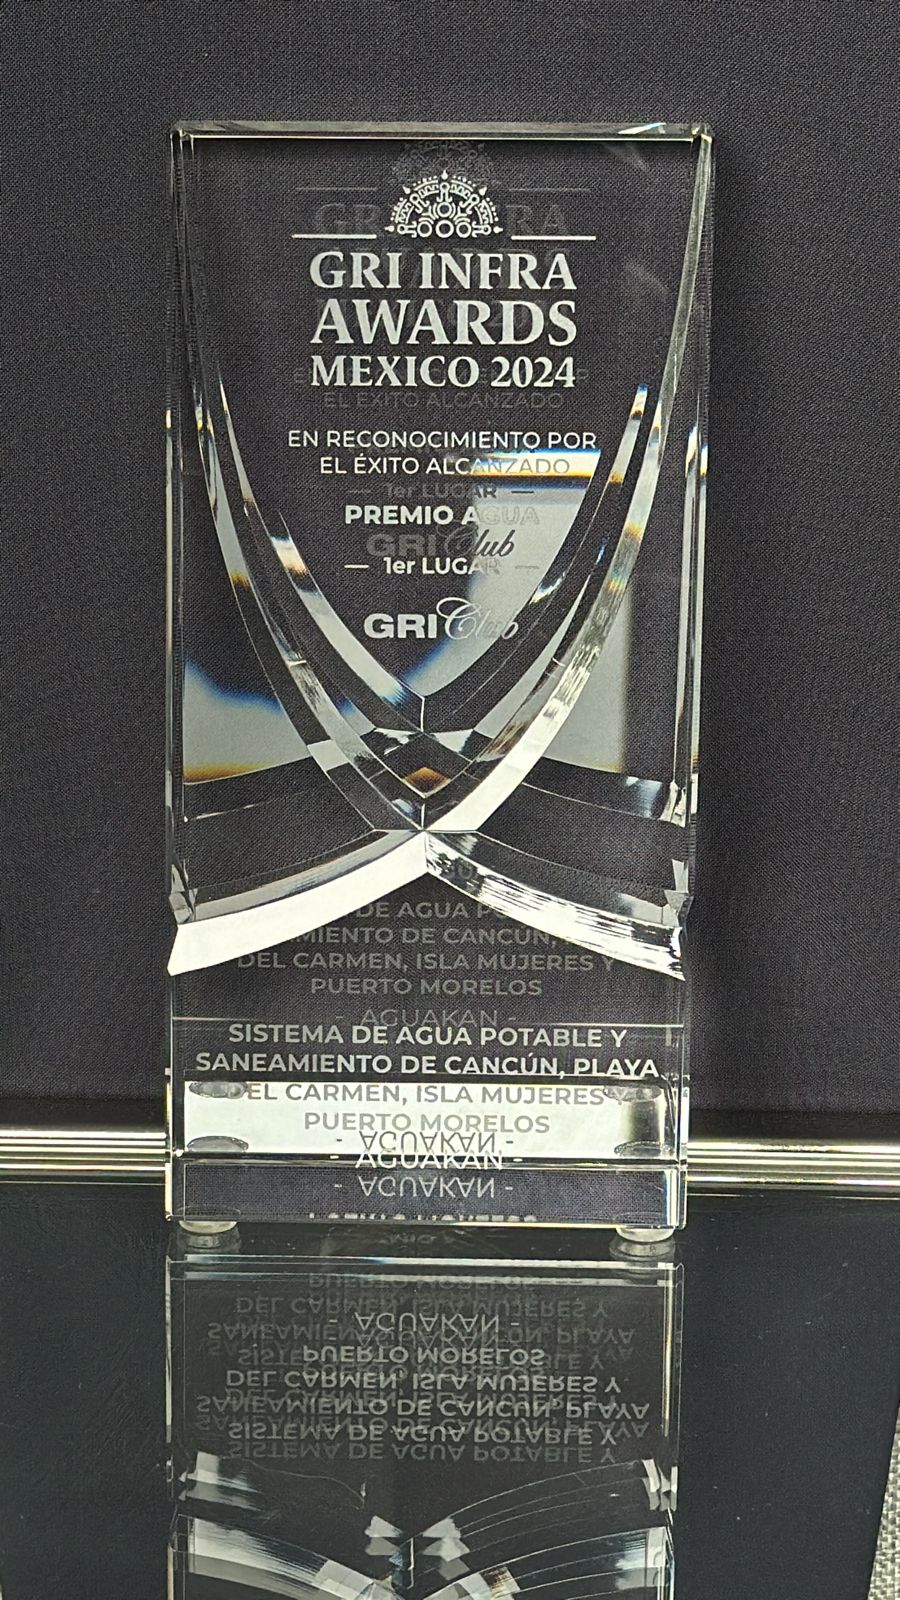 GRI INFRA
AWARDS
MEXICO 2024
EN RECONOCIMIENTO POR
EL ÉXITO ALCANZADO
PREMIO AGUA
— 1er LUGAR —
GRI Club
SISTEMA DE AGUA POTABLE Y
SANEAMIENTO DE CANCÚN, PLAYA
DEL CARMEN, ISLA MUJERES Y
PUERTO MORELOS
- AGUAKAN -